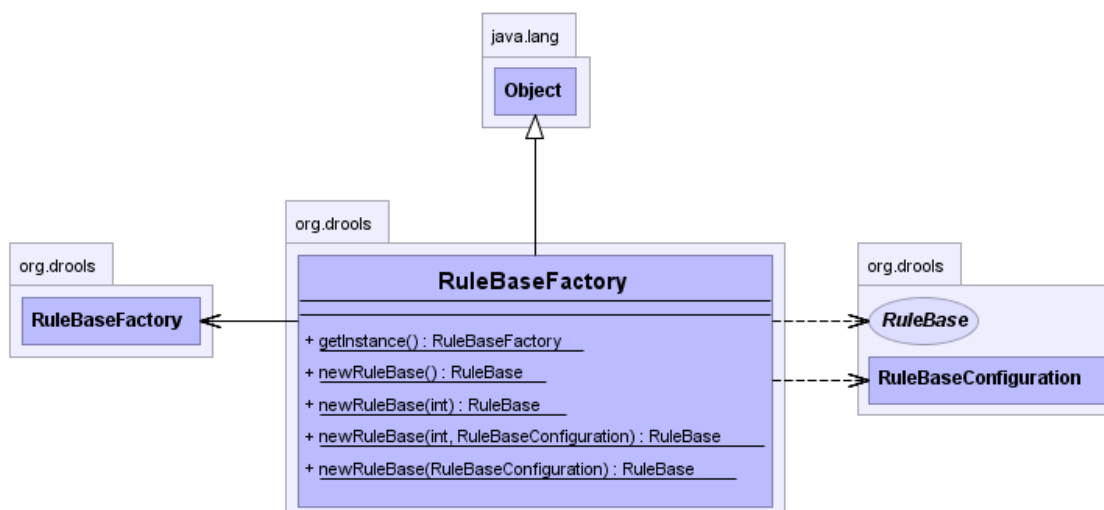 java.lang
Object
org.drools
RuleBaseFactory
org.drools
RuleBaseFactory
+ getInstance() : RuleBaseFactory
+ newRuleBase() : RuleBase
+ newRuleBase(int) : RuleBase
+ newRuleBase(int, RuleBaseConfiguration) : RuleBase
+ newRuleBase(RuleBaseConfiguration) : RuleBase
org.drools
RuleBase
RuleBaseConfiguration